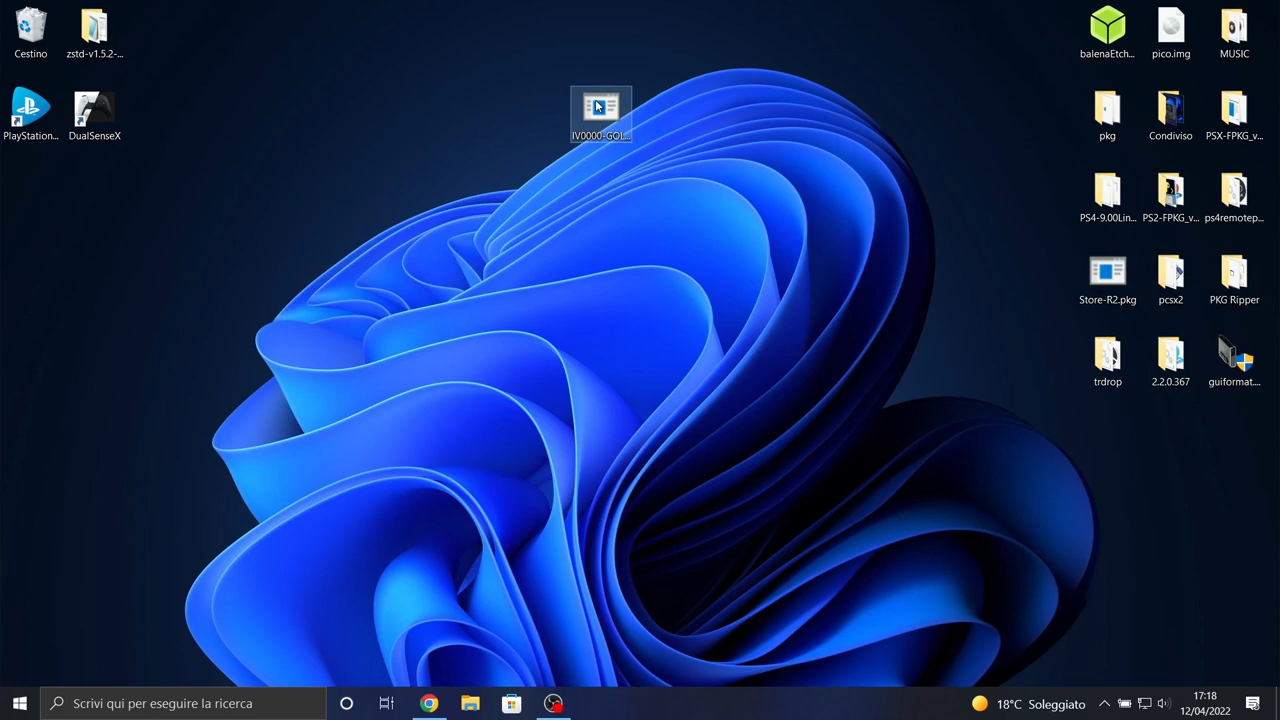 Cestino
zstd-v1.5.2-...
PlayStation...
DualSenseX
IV0000-GOL...
balenaEtch...
pico.img
MUSIC
pkg
Condiviso
PSX-FPKG_v...
PS4-9.00Lin...
PS2-FPKG_v...
ps4remotep...
Store-R2.pkg
pcsx2
PKG Ripper
trdrop
2.2.0.367
guiformat....
Scrivi qui per eseguire la ricerca
18°C Soleggiato
17:18
12/04/2022